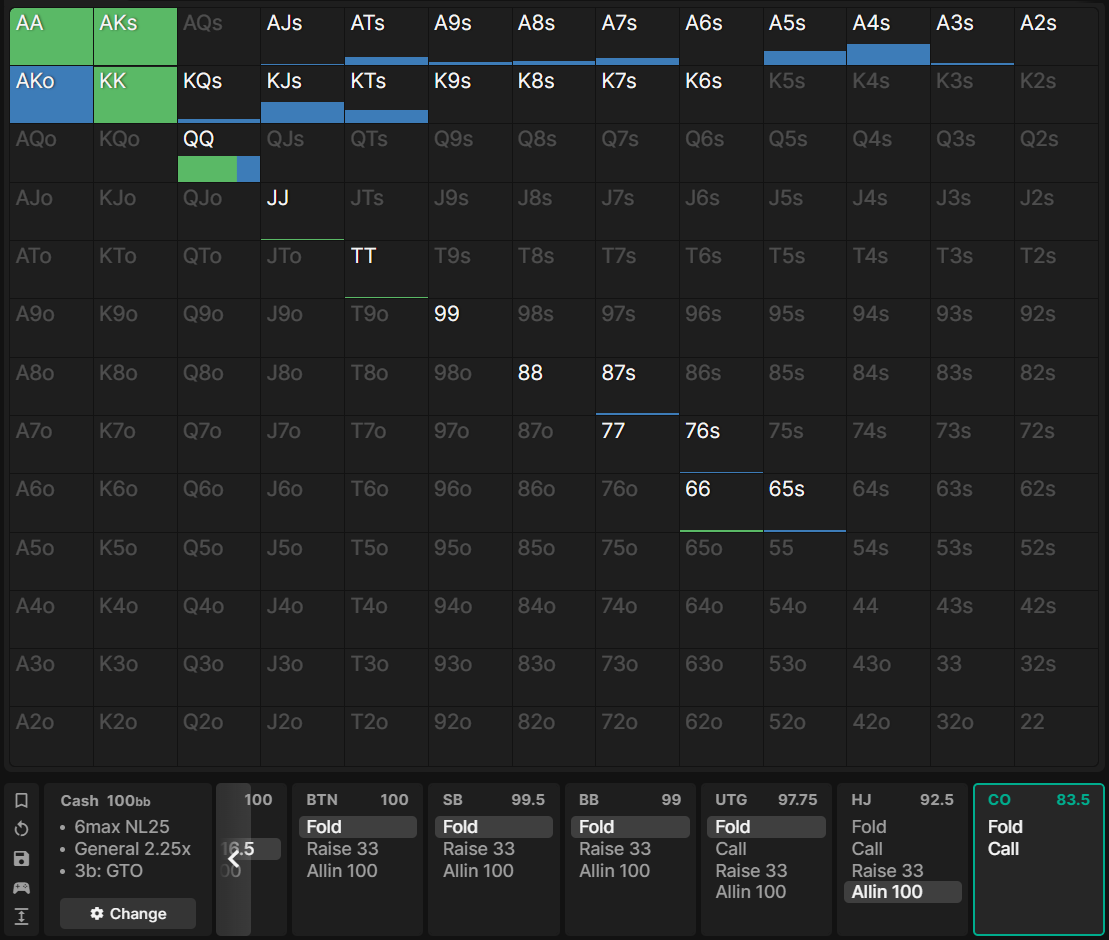 AA AKs AQs AJs ATs A9s A8s A7s A6s A5s A4s A3s A2s
AKo KK KQs KJs KTs K9s K8s K7s K6s K5s K4s K3s K2s
AQo KQo QQ QJs QTs Q9s Q8s Q7s Q6s Q5s Q4s Q3s Q2s
AJo KJo QJo JJ JTs J9s J8s J7s J6s J5s J4s J3s J2s
ATo KTo QTo JTo TT T9s T8s T7s T6s T5s T4s T3s T2s
A9o K9o Q9o J9o T9o 99 98s 97s 96s 95s 94s 93s 92s
A8o K8o Q8o J8o T8o 98o 88 87s 86s 85s 84s 83s 82s
A7o K7o Q7o J7o T7o 97o 87o 77 76s 75s 74s 73s 72s
A6o K6o Q6o J6o T6o 96o 86o 76o 66 65s 64s 63s 62s
A5o K5o Q5o J5o T5o 95o 85o 75o 65o 55 54s 53s 52s
A4o K4o Q4o J4o T4o 94o 84o 74o 64o 54o 44 43s 42s
A3o K3o Q3o J3o T3o 93o 83o 73o 63o 53o 43o 33 32s
A2o K2o Q2o J2o T2o 92o 82o 72o 62o 52o 42o 32o 22
Cash 100bb
• 6max NL25
• General 2.25x
• 3b: GTO
Change
100
16.5
00
BTN 100
Fold
Raise 33
Allin 100
SB 99.5
Fold
Raise 33
Allin 100
BB 99
Fold
Raise 33
Allin 100
UTG 97.75
Fold
Call
Raise 33
Allin 100
HJ 92.5
Fold
Call
Raise 33
Allin 100
CO 83.5
Fold
Call